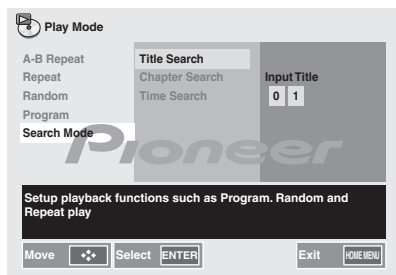 Play Mode
A-B Repeat
Repeat
Random
Program
Search Mode
Title Search
Chapter Search
Time Search
Input Title
0 1
Pioneer
Setup playback functions such as Program. Random and
Repeat play
Move Select ENTER Exit HOME MENU